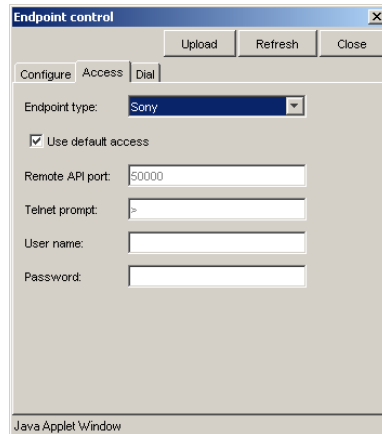 Endpoint control
Upload Refresh Close
Configure Access Dial
Endpoint type: Sony
Use default access
Remote API port: 50000
Telnet prompt: >
User name:
Password:
Java Applet Window